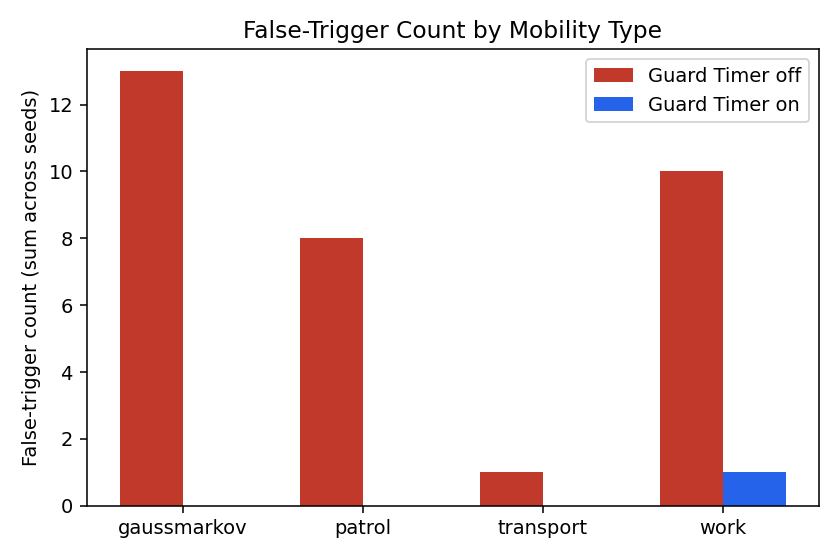 False-Trigger Count by Mobility Type
Guard Timer off
Guard Timer on
False-trigger count (sum across seeds)
12
10
8
6
4
2
0
gaussmarkov
patrol
transport
work